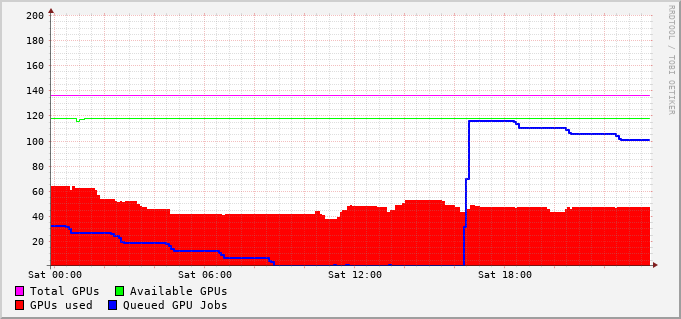 200
180
160
140
120
100
80
60
40
20
Sat 00:00 Sat 06:00 Sat 12:00 Sat 18:00
Total GPUs Available GPUs
GPUs used Queued GPU Jobs
RRDTOOL / TOBI OETIKER